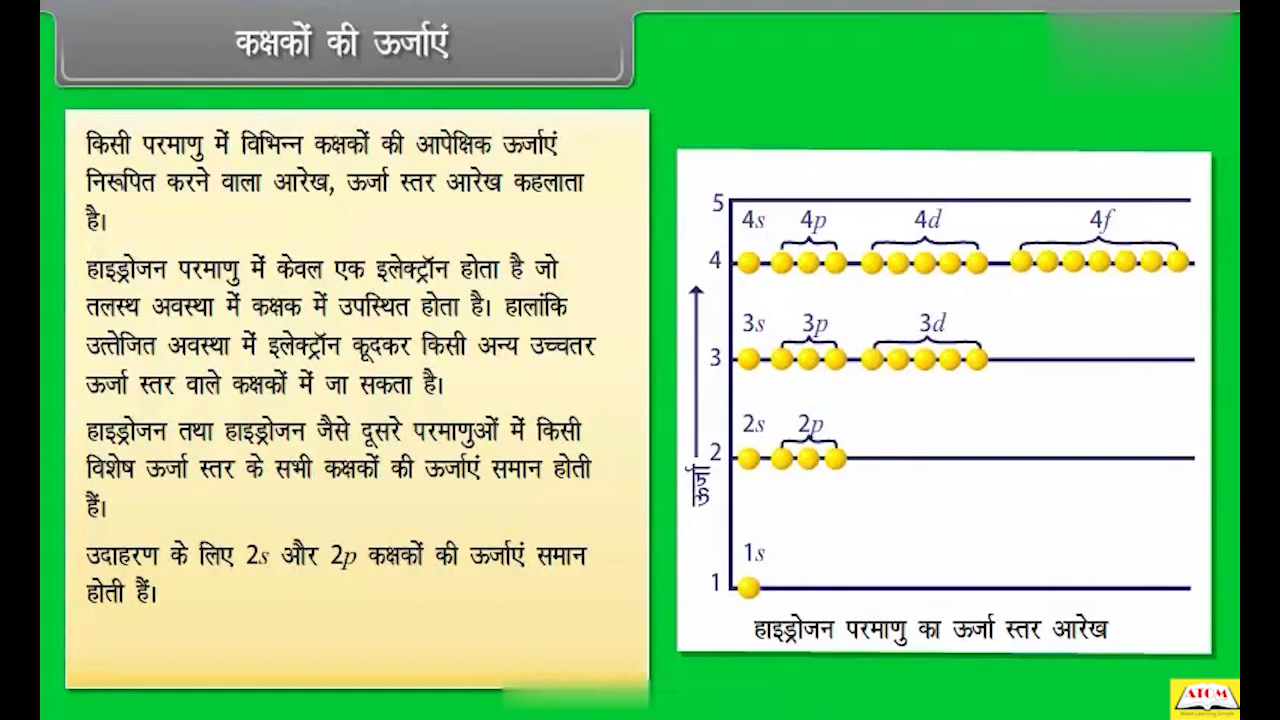 कक्षकों की ऊर्जाएं
किसी परमाणु में विभिन्न कक्षकों की आपेक्षिक ऊर्जाएं
निरूपित करने वाला आरेख, ऊर्जा स्तर आरेख कहलाता
है।
हाइड्रोजन परमाणु में केवल एक इलेक्ट्रॉन होता है जो
तलस्थ अवस्था में कक्षक में उपस्थित होता है। हालांकि
उत्तेजित अवस्था में इलेक्ट्रॉन कूदकर किसी अन्य उच्चतर
ऊर्जा स्तर वाले कक्षकों में जा सकता है।
हाइड्रोजन तथा हाइड्रोजन जैसे दूसरे परमाणुओं में किसी
विशेष ऊर्जा स्तर के सभी कक्षकों की ऊर्जाएं समान होती
हैं।
उदाहरण के लिए 2s और 2p कक्षकों की ऊर्जाएं समान
होती हैं।
5
4s 4p 4d 4f
4
3s 3p 3d
3
2s 2p
2
ऊर्जा
1s
1
हाइड्रोजन परमाणु का ऊर्जा स्तर आरेख
ATOM